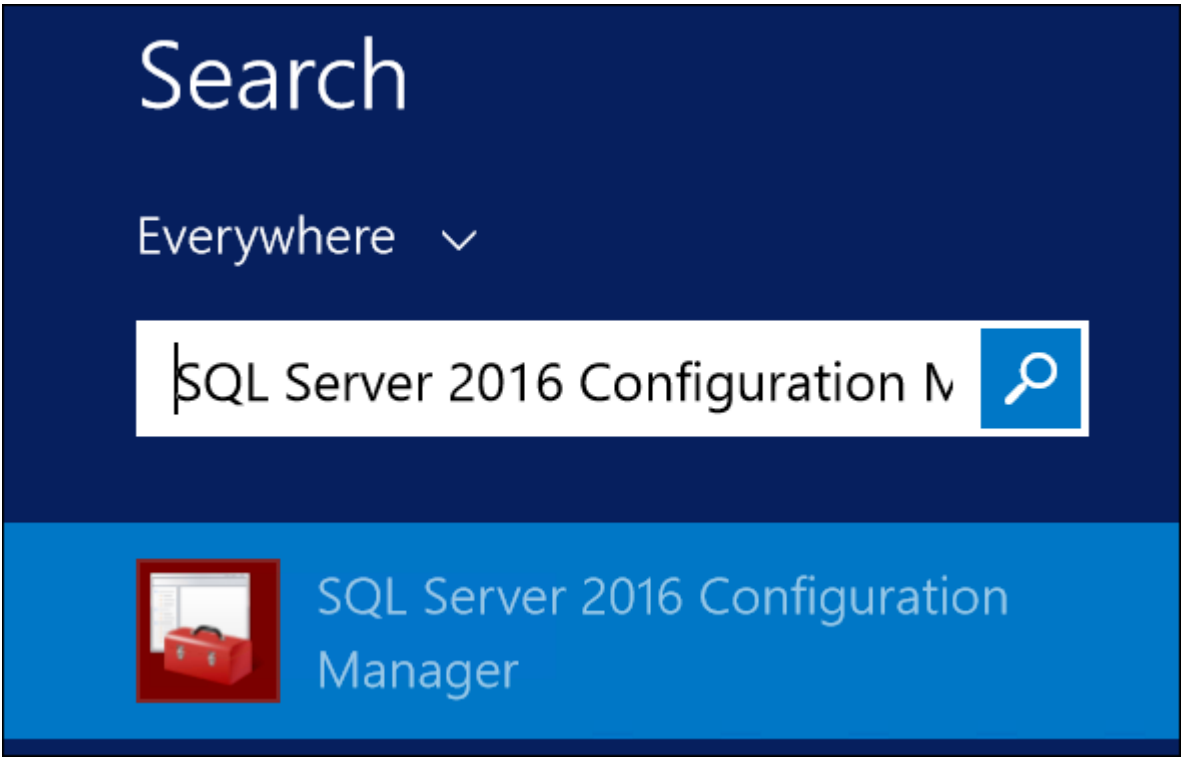 Search
Everywhere
SQL Server 2016 Configuration M
SQL Server 2016 Configuration
Manager